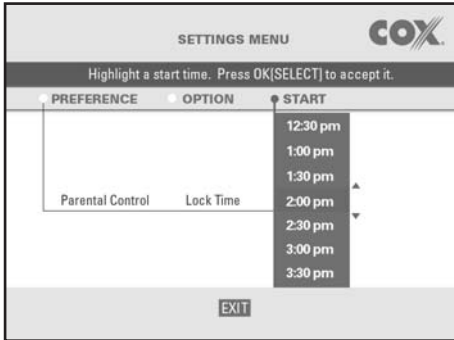 SETTINGS MENU
COX
Highlight a start time. Press OK[SELECT] to accept it.
PREFERENCE OPTION START
12:30 pm
1:00 pm
1:30 pm
Parental Control Lock Time 2:00 pm
2:30 pm
3:00 pm
3:30 pm
EXIT